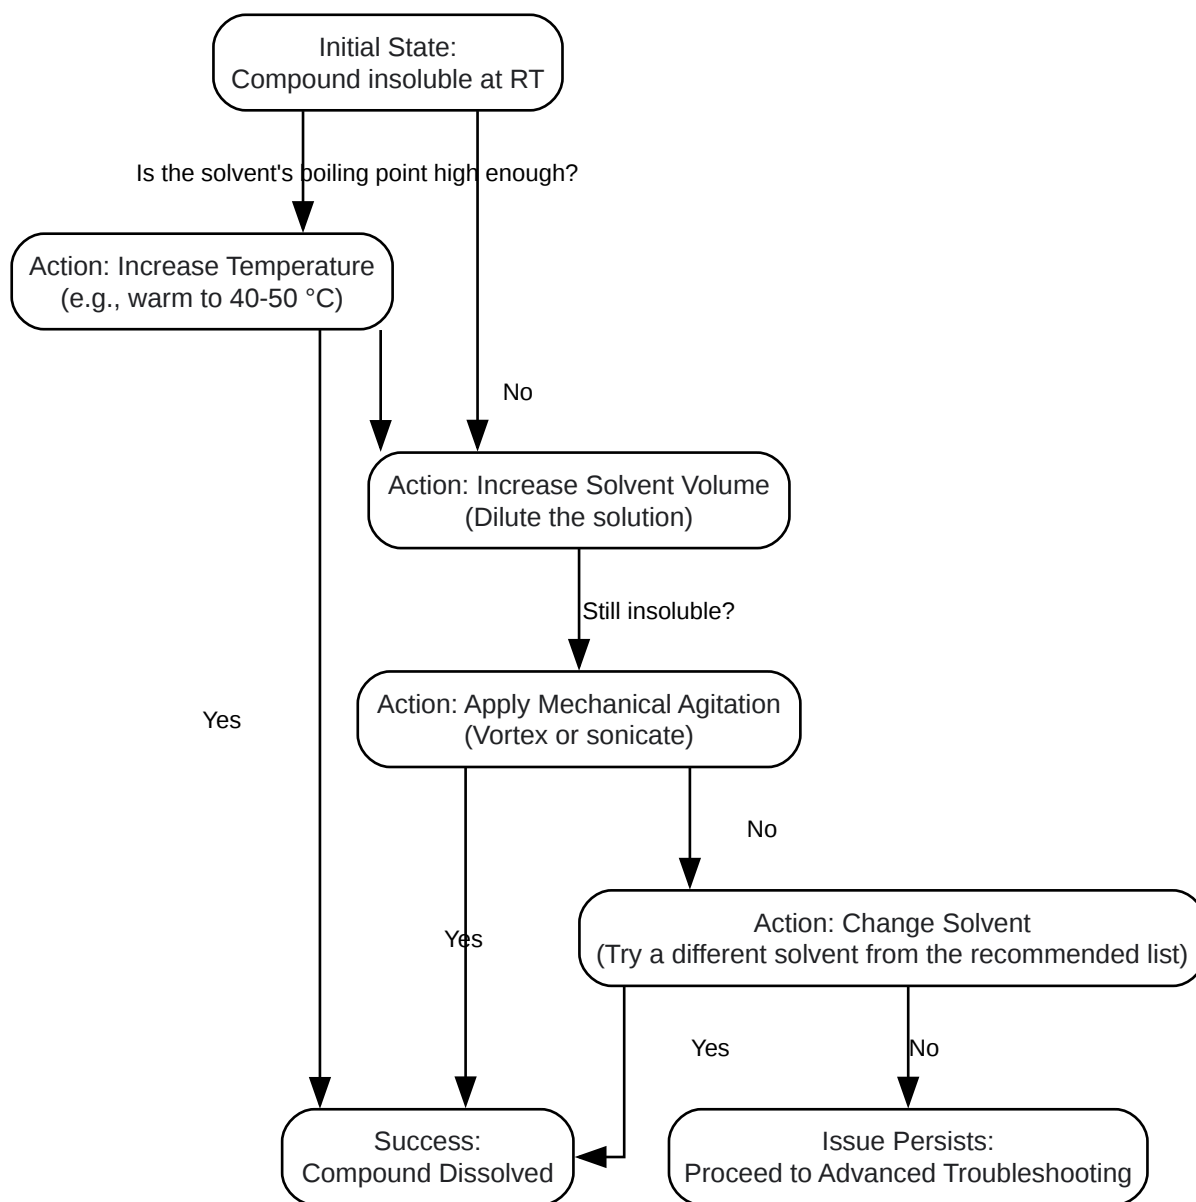 Initial State:
Compound insoluble at RT
Is the solvent's boiling point high enough?
Action: Increase Temperature
(e.g., warm to 40-50 °C)
No
Action: Increase Solvent Volume
(Dilute the solution)
Still insoluble?
Action: Apply Mechanical Agitation
(Vortex or sonicate)
Yes
No
Action: Change Solvent
(Try a different solvent from the recommended list)
Yes
Yes
No
Success:
Compound Dissolved
Issue Persists:
Proceed to Advanced Troubleshooting